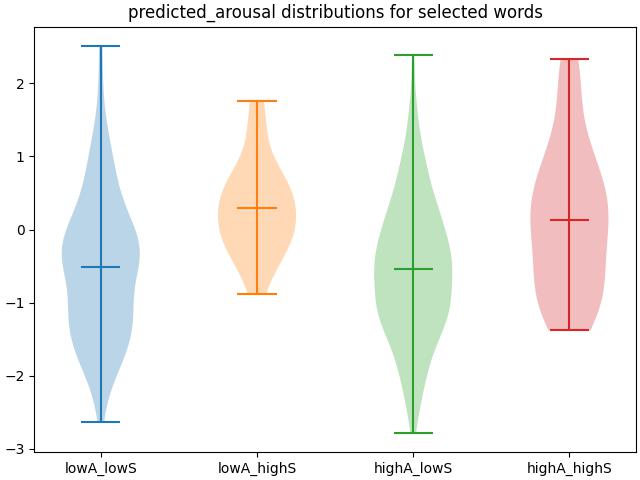 predicted_arousal distributions for selected words
2
1
0
−1
−2
−3
lowA_lowS
lowA_highS
highA_lowS
highA_highS